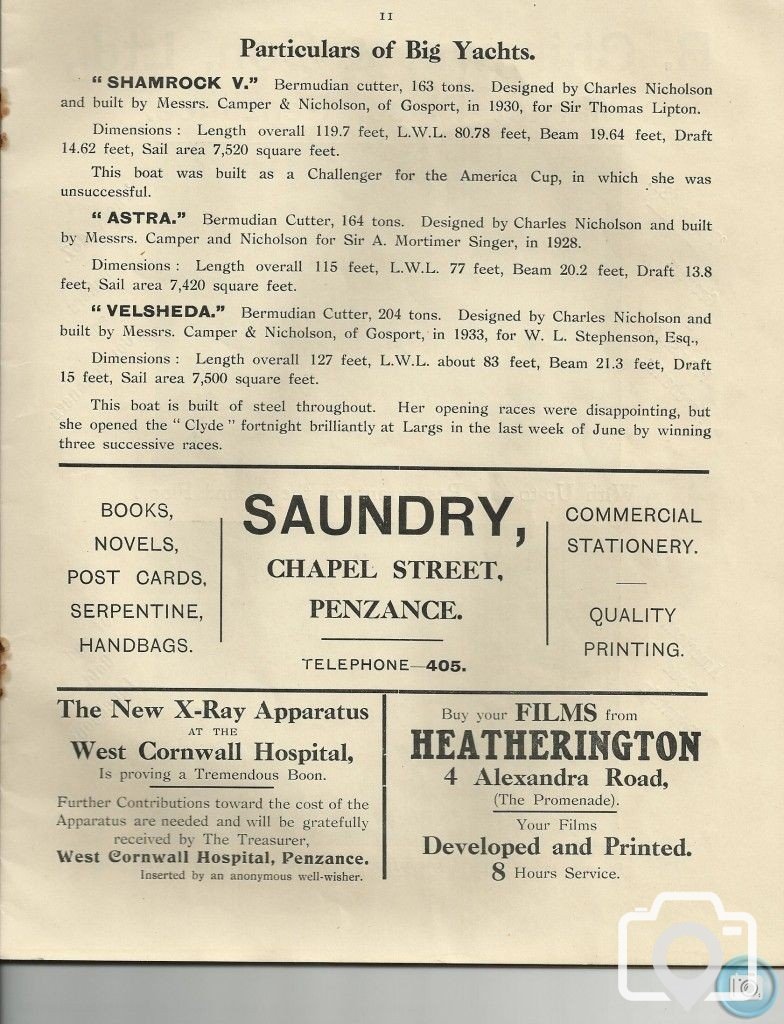 11
Particulars of Big Yachts.
"SHAMROCK V." Bermudian cutter, 163 tons. Designed by Charles Nicholson
and built by Messrs. Camper & Nicholson, of Gosport, in 1930, for Sir Thomas Lipton.
Dimensions : Length overall 119.7 feet, L.W.L. 80.78 feet, Beam 19.64 feet, Draft
14.62 feet, Sail area 7,520 square feet.
This boat was built as a Challenger for the America Cup, in which she was
unsuccessful.
"ASTRA." Bermudian Cutter, 164 tons. Designed by Charles Nicholson and built
by Messrs. Camper and Nicholson for Sir A. Mortimer Singer, in 1928.
Dimensions : Length overall 115 feet, L.W.L. 77 feet, Beam 20.2 feet, Draft 13.8
feet, Sail area 7,420 square feet.
"VELSHEDA." Bermudian Cutter, 204 tons. Designed by Charles Nicholson and
built by Messrs. Camper & Nicholson, of Gosport, in 1933, for W. L. Stephenson, Esq.,
Dimensions : Length overall 127 feet, L.W.L. about 83 feet, Beam 21.3 feet, Draft
15 feet, Sail area 7,500 square feet.
This boat is built of steel throughout. Her opening races were disappointing, but
she opened the "Clyde" fortnight brilliantly at Largs in the last week of June by winning
three successive races.
BOOKS,
NOVELS,
POST CARDS,
SERPENTINE,
HANDBAGS.
SAUNDRY,
CHAPEL STREET,
PENZANCE.
TELEPHONE—405.
COMMERCIAL
STATIONERY.
QUALITY
PRINTING.
The New X-Ray Apparatus
AT THE
West Cornwall Hospital,
Is proving a Tremendous Boon.
Further Contributions toward the cost of the
Apparatus are needed and will be gratefully
received by The Treasurer,
West Cornwall Hospital, Penzance.
Inserted by an anonymous well-wisher.
Buy your FILMS from
HEATHERINGTON
4 Alexandra Road,
(The Promenade).
Your Films
Developed and Printed.
8 Hours Service.